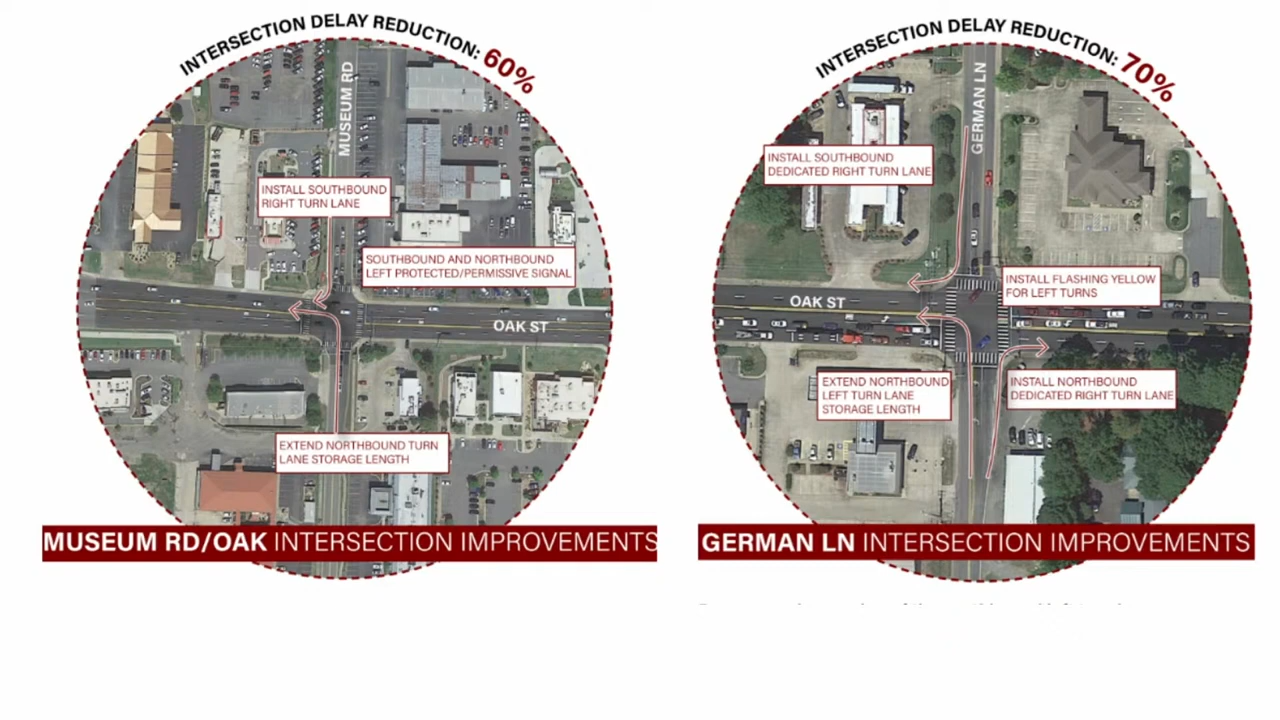 INTERSECTION DELAY REDUCTION: 60%
MUSEUM RD
INSTALL SOUTHBOUND
RIGHT TURN LANE
SOUTHBOUND AND NORTHBOUND
LEFT PROTECTED/PERMISSIVE SIGNAL
OAK ST
EXTEND NORTHBOUND TURN
LANE STORAGE LENGTH
MUSEUM RD/OAK INTERSECTION IMPROVEMENTS
INTERSECTION DELAY REDUCTION: 70%
GERMAN LN
INSTALL SOUTHBOUND
DEDICATED RIGHT TURN LANE
INSTALL FLASHING YELLOW
FOR LEFT TURNS
OAK ST
EXTEND NORTHBOUND
LEFT TURN LANE
STORAGE LENGTH
INSTALL NORTHBOUND
DEDICATED RIGHT TURN LANE
GERMAN LN INTERSECTION IMPROVEMENTS